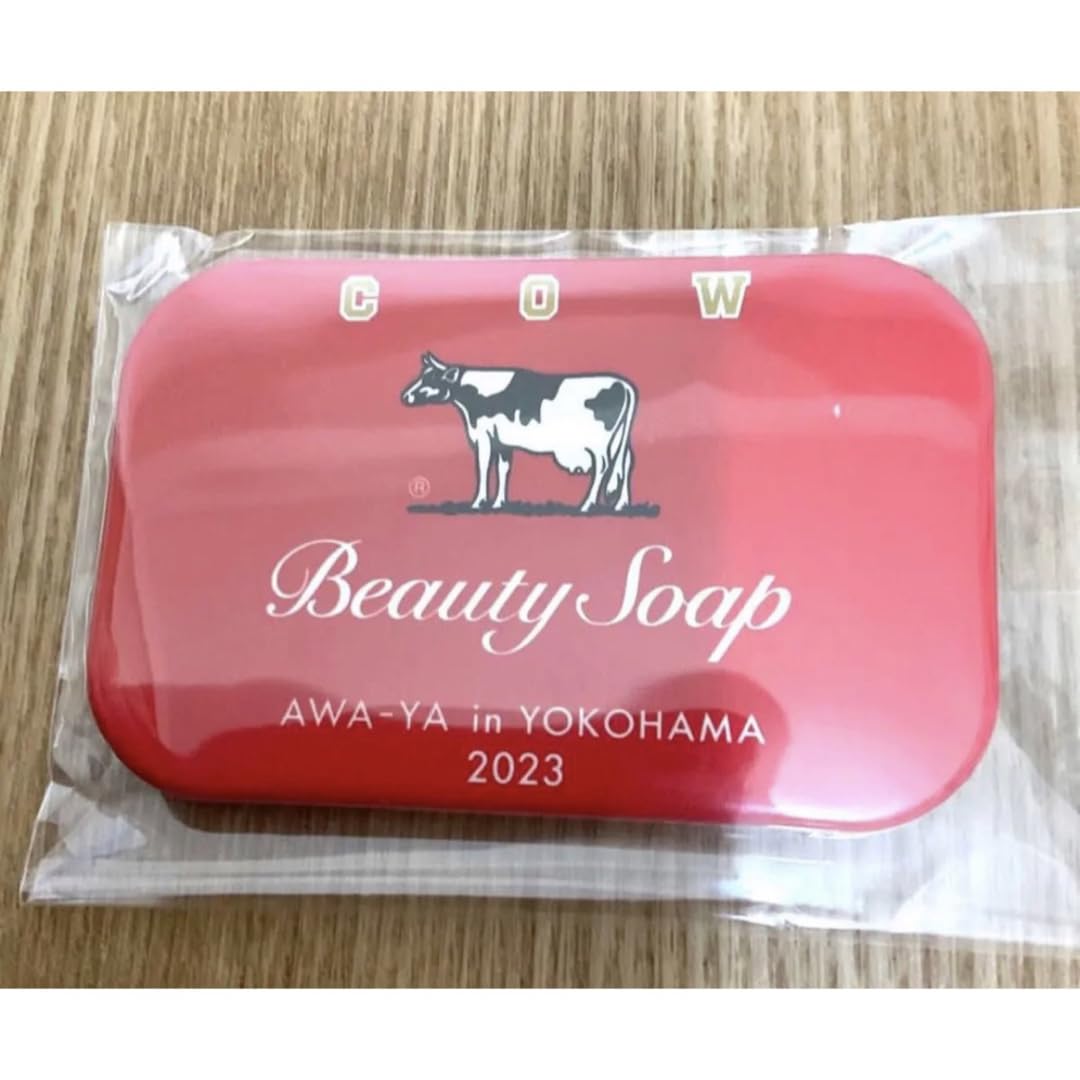 C O W
®
Beauty Soap
AWA-YA in YOKOHAMA
2023